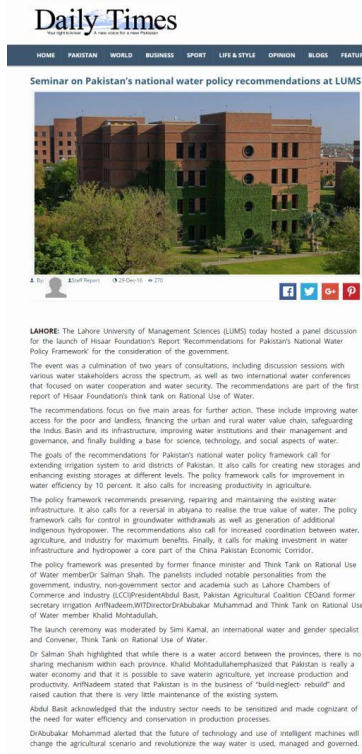 Daily Times
Your right to know A new voice for a new Pakistan
HOME PAKISTAN WORLD BUSINESS SPORT LIFE & STYLE OPINION BLOGS FEATUR
Seminar on Pakistan's national water policy recommendations at LUMS
By: Staff Report 29-Dec-16 270
G+
LAHORE: The Lahore University of Management Sciences (LUMS) today hosted a panel discussion
for the launch of Hisaar Foundation's Report 'Recommendations for Pakistan's National Water
Policy Framework' for the consideration of the government.
The event was a culmination of two years of consultations, including discussion sessions with
various water stakeholders across the spectrum, as well as two international water conferences
that focused on water cooperation and water security. The recommendations are part of the first
report of Hisaar Foundation's think tank on Rational Use of Water.
The recommendations focus on five main areas for further action. These include improving water
access for the poor and landless, financing the urban and rural water value chain, safeguarding
the Indus Basin and its infrastructure, improving water institutions and their management and
governance, and finally building a base for science, technology, and social aspects of water.
The goals of the recommendations for Pakistan's national water policy framework call for
extending irrigation system to arid districts of Pakistan. It also calls for creating new storages and
enhancing existing storages at different levels. The policy framework calls for improvement in
water efficiency by 10 percent. It also calls for increasing productivity in agriculture.
The policy framework recommends preserving, repairing and maintaining the existing water
infrastructure. It also calls for a reversal in abiyana to realise the true value of water. The policy
framework calls for control in groundwater withdrawals as well as generation of additional
indigenous hydropower. The recommendations also call for increased coordination between water,
agriculture, and industry for maximum benefits. Finally, it calls for making investment in water
infrastructure and hydropower a core part of the China Pakistan Economic Corridor.
The policy framework was presented by former finance minister and Think Tank on Rational Use
of Water memberDr Salman Shah. The panelists included notable personalities from the
government, industry, non-government sector and academia such as Lahore Chambers of
Commerce and Industry (LCCI)PresidentAbdul Basit, Pakistan Agricultural Coalition CEOand former
secretary irrigation ArifNadeem,WITDirectorDrAbubakar Muhammad and Think Tank on Rational Use
of Water member Khalid Mohtadullah.
The launch ceremony was moderated by Simi Kamal, an international water and gender specialist
and Convener, Think Tank on Rational Use of Water.
Dr Salman Shah highlighted that while there is a water accord between the provinces, there is no
sharing mechanism within each province. Khalid Mohtadullahemphasized that Pakistan is really a
water economy and that it is possible to save waterin agriculture, yet increase production and
productivity. ArifNadeem stated that Pakistan is in the business of "build-neglect- rebuild" and
raised caution that there is very little maintenance of the existing system.
Abdul Basit acknowledged that the industry sector needs to be sensitized and made cognizant of
the need for water efficiency and conservation in production processes.
DrAbubakar Mohammad alerted that the future of technology and use of intelligent machines will
change the agricultural scenario and revolutionize the way water is used, managed and governed.